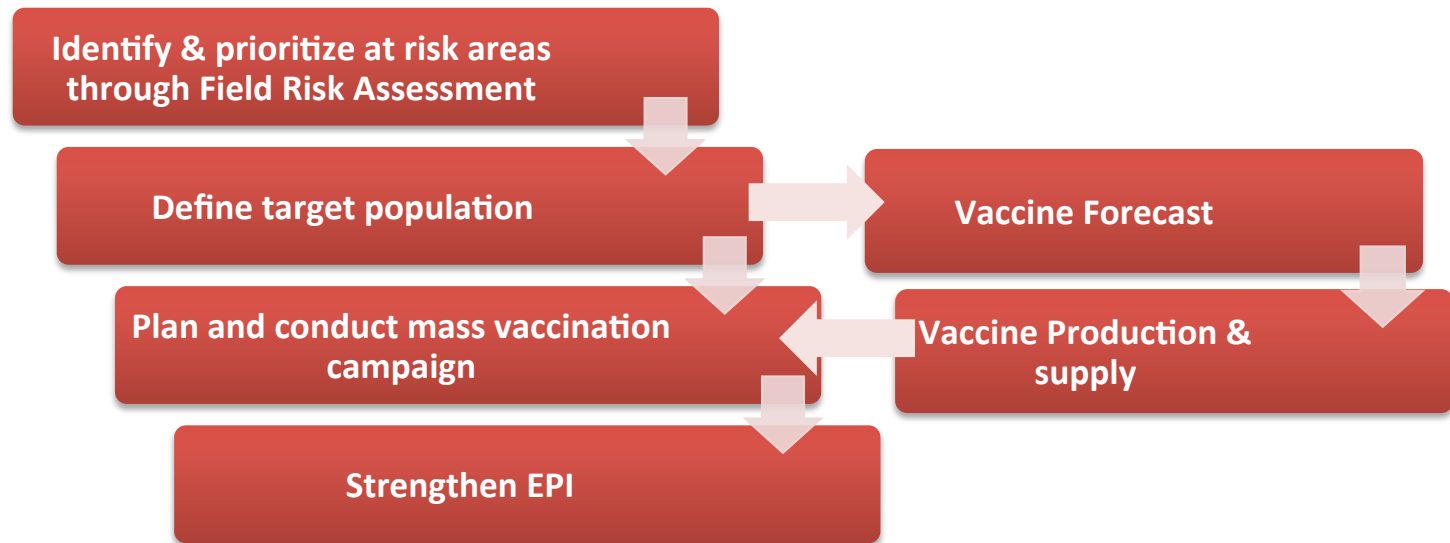 Identify & prioritize at risk areas
through Field Risk Assessment
Define target population
Vaccine Forecast
Plan and conduct mass vaccination
campaign
Vaccine Production &
supply
Strengthen EPI